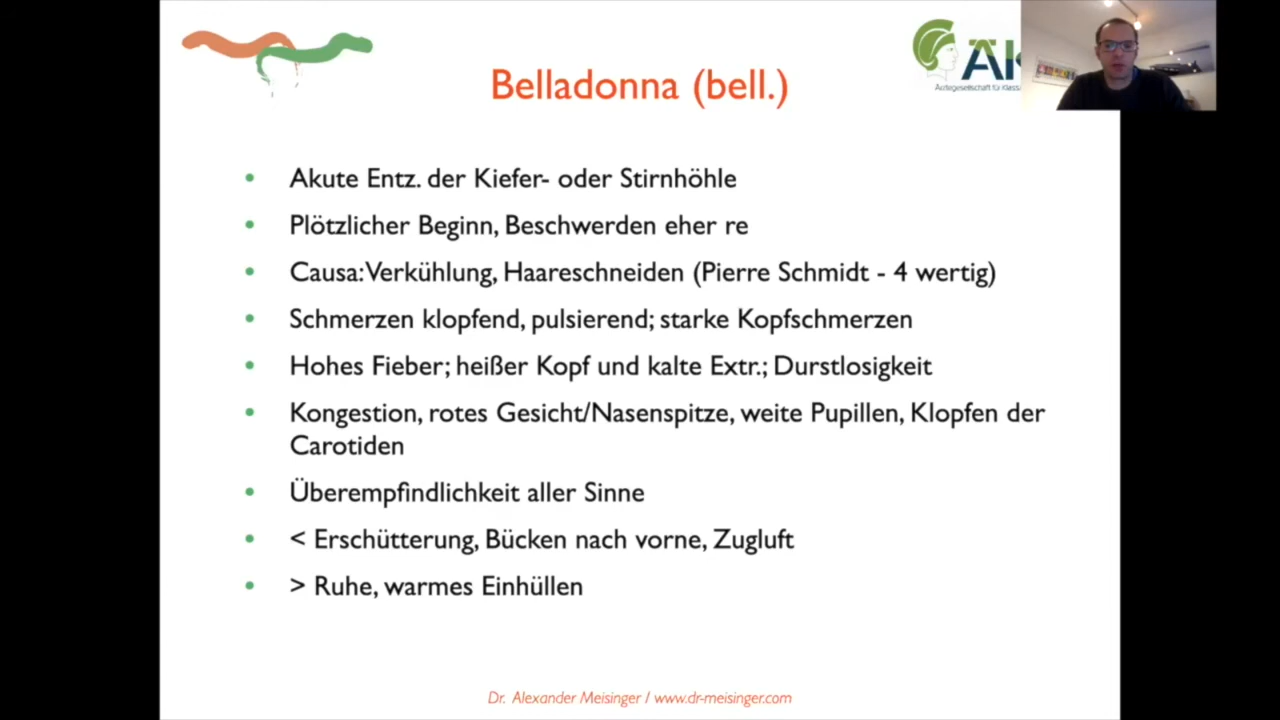 Belladonna (bell.)
Ärztegesellschaft für
• Akute Entz. der Kiefer- oder Stirnhöhle
• Plötzlicher Beginn, Beschwerden eher re
• Causa: Verkühlung, Haareschneiden (Pierre Schmidt - 4 wertig)
• Schmerzen klopfend, pulsierend; starke Kopfschmerzen
• Hohes Fieber; heißer Kopf und kalte Extr.; Durstlosigkeit
• Kongestion, rotes Gesicht/Nasenspitze, weite Pupillen, Klopfen der
Carotiden
• Überempfindlichkeit aller Sinne
• < Erschütterung, Bücken nach vorne, Zugluft
• > Ruhe, warmes Einhüllen
Dr. Alexander Meisinger / www.dr-meisinger.com